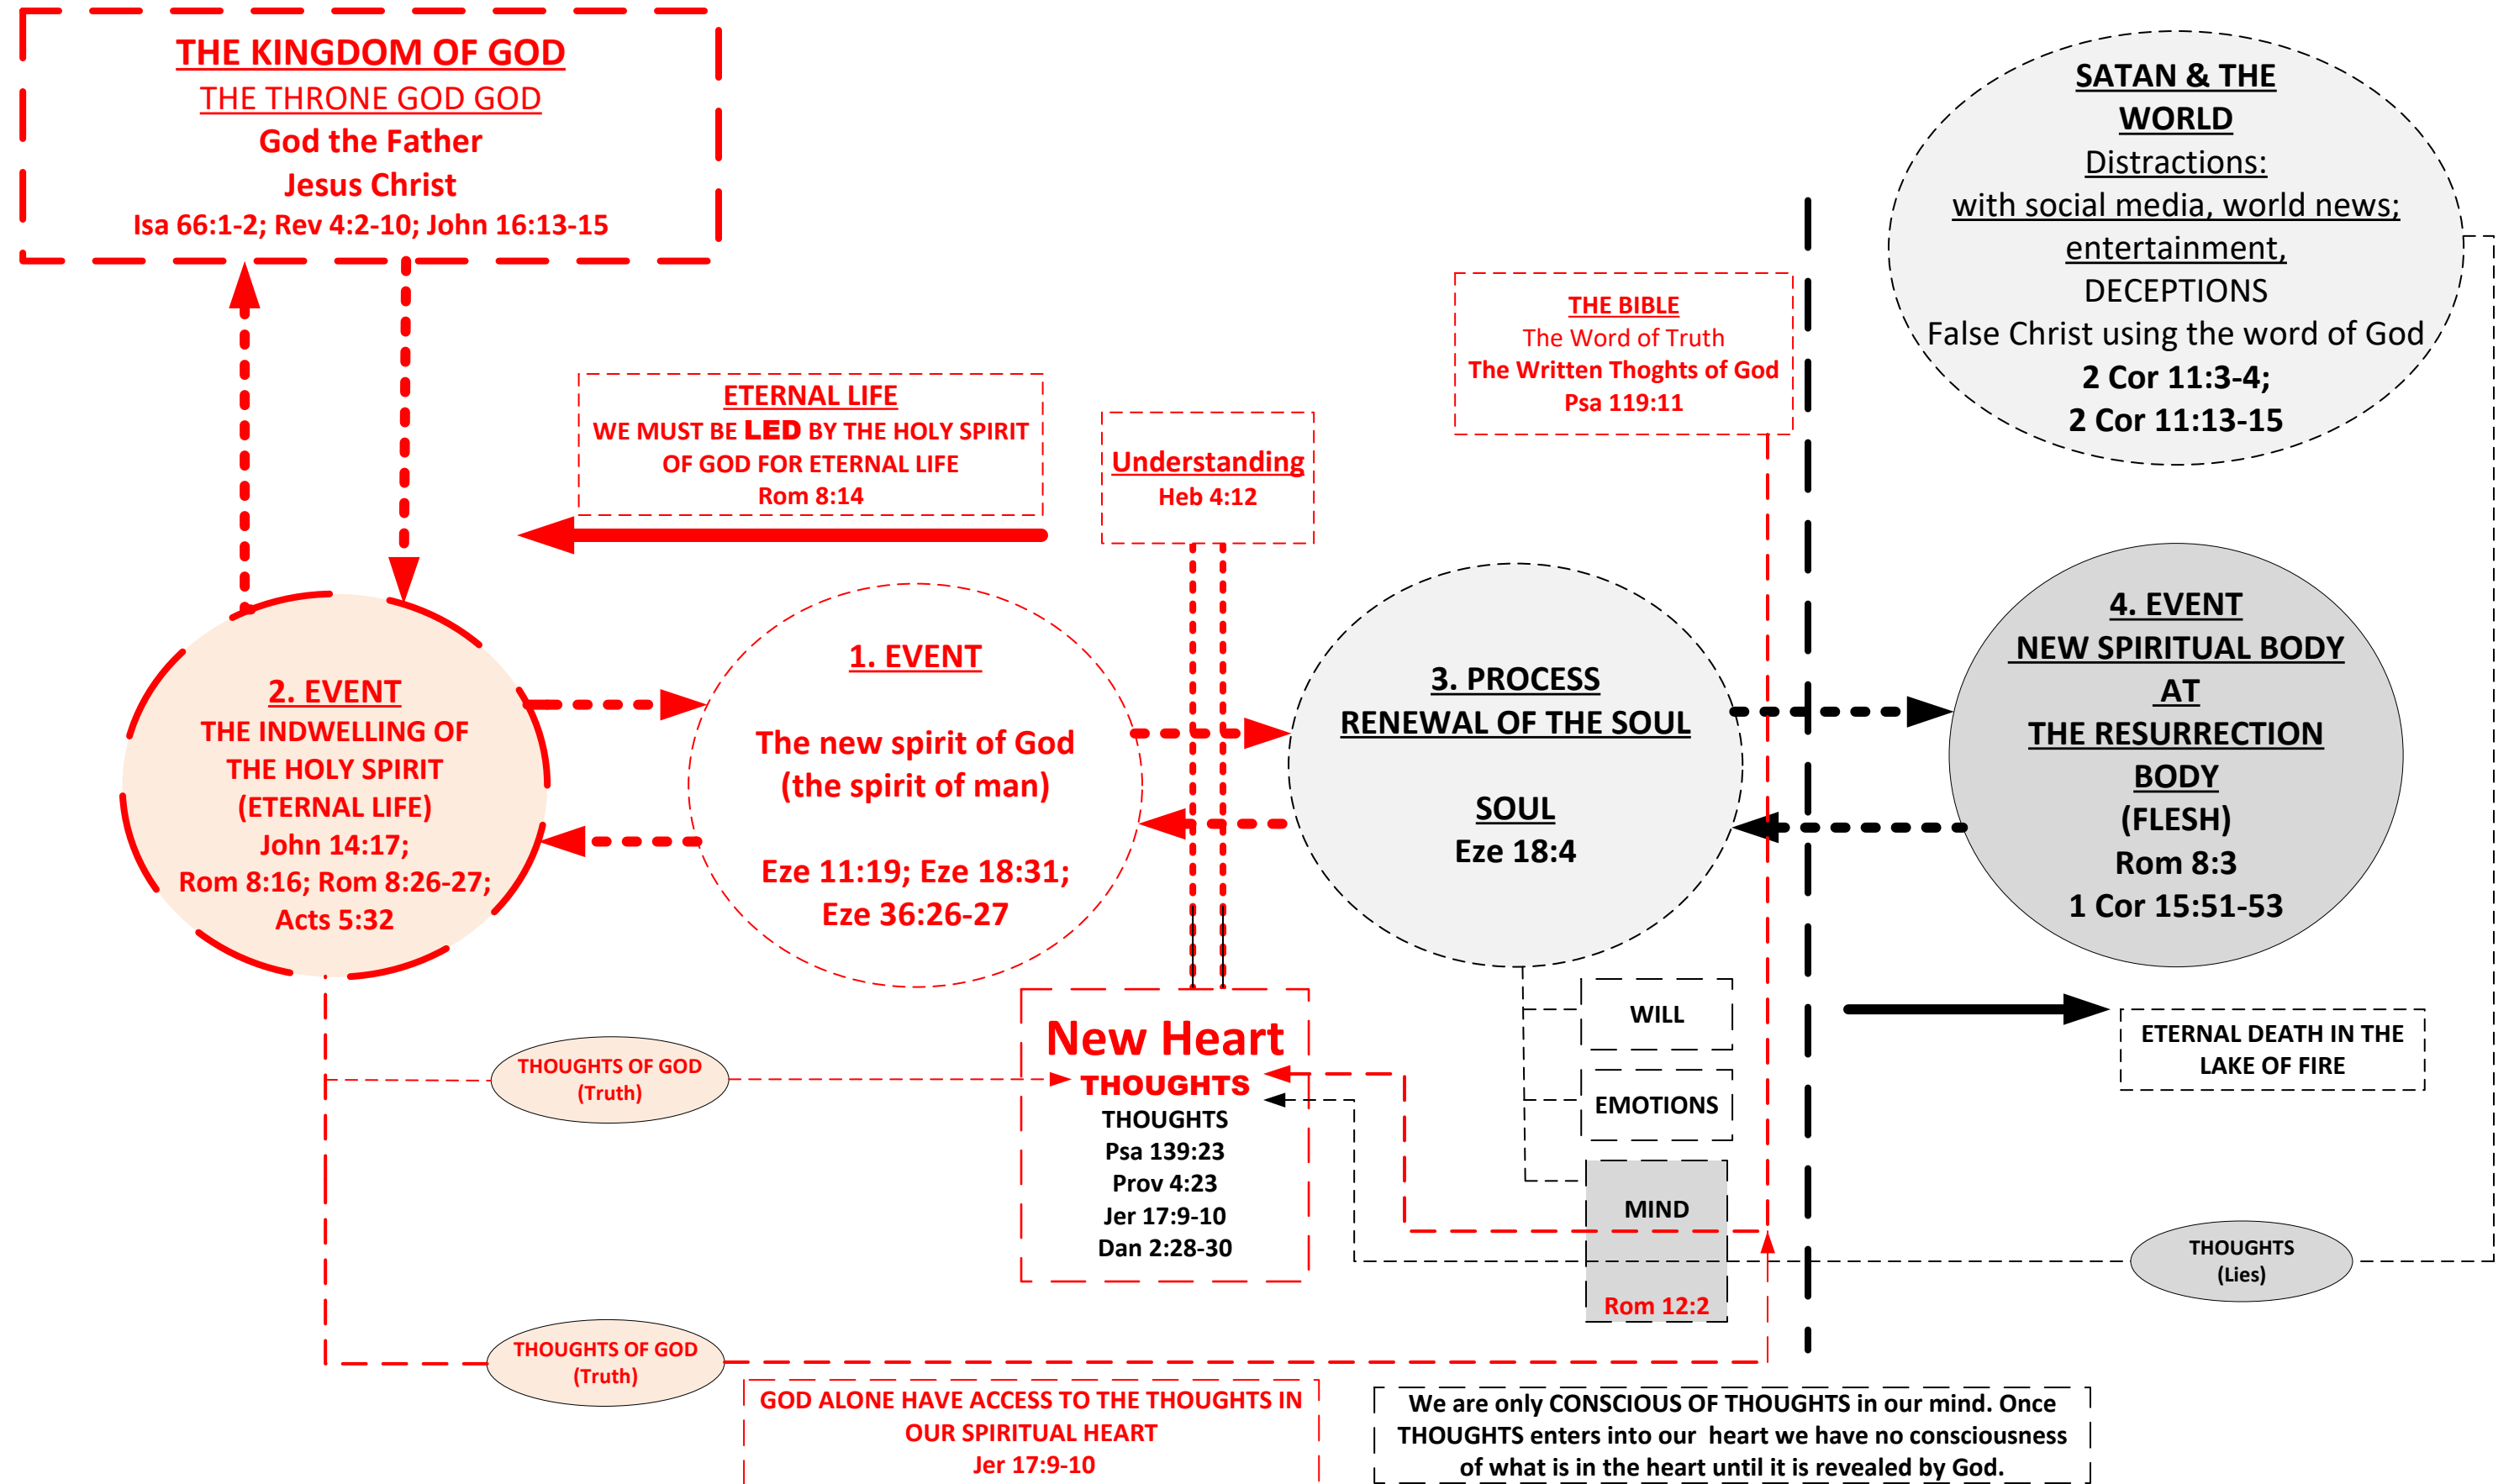 THE KINGDOM OF GOD
THE THRONE GOD GOD
God the Father
Jesus Christ
Isa 66:1-2; Rev 4:2-10; John 16:13-15
SATAN & THE
WORLD
Distractions:
with social media, world news;
entertainment,
DECEPTIONS
False Christ using the word of God
2 Cor 11:3-4;
2 Cor 11:13-15
THE BIBLE
The Word of Truth
The Written Thoghts of God
Psa 119:11
ETERNAL LIFE
WE MUST BE LED BY THE HOLY SPIRIT
OF GOD FOR ETERNAL LIFE
Rom 8:14
Understanding
Heb 4:12
2. EVENT
THE INDWELLING OF
THE HOLY SPIRIT
(ETERNAL LIFE)
John 14:17;
Rom 8:16; Rom 8:26-27;
Acts 5:32
1. EVENT
The new spirit of God
(the spirit of man)
Eze 11:19; Eze 18:31;
Eze 36:26-27
3. PROCESS
RENEWAL OF THE SOUL
SOUL
Eze 18:4
4. EVENT
NEW SPIRITUAL BODY
AT
THE RESURRECTION
BODY
(FLESH)
Rom 8:3
1 Cor 15:51-53
WILL
EMOTIONS
MIND
Rom 12:2
ETERNAL DEATH IN THE
LAKE OF FIRE
THOUGHTS OF GOD
(Truth)
New Heart
THOUGHTS
THOUGHTS
Psa 139:23
Prov 4:23
Jer 17:9-10
Dan 2:28-30
THOUGHTS
(Lies)
THOUGHTS OF GOD
(Truth)
GOD ALONE HAVE ACCESS TO THE THOUGHTS IN
OUR SPIRITUAL HEART
Jer 17:9-10
We are only CONSCIOUS OF THOUGHTS in our mind. Once
THOUGHTS enters into our heart we have no consciousness
of what is in the heart until it is revealed by God.